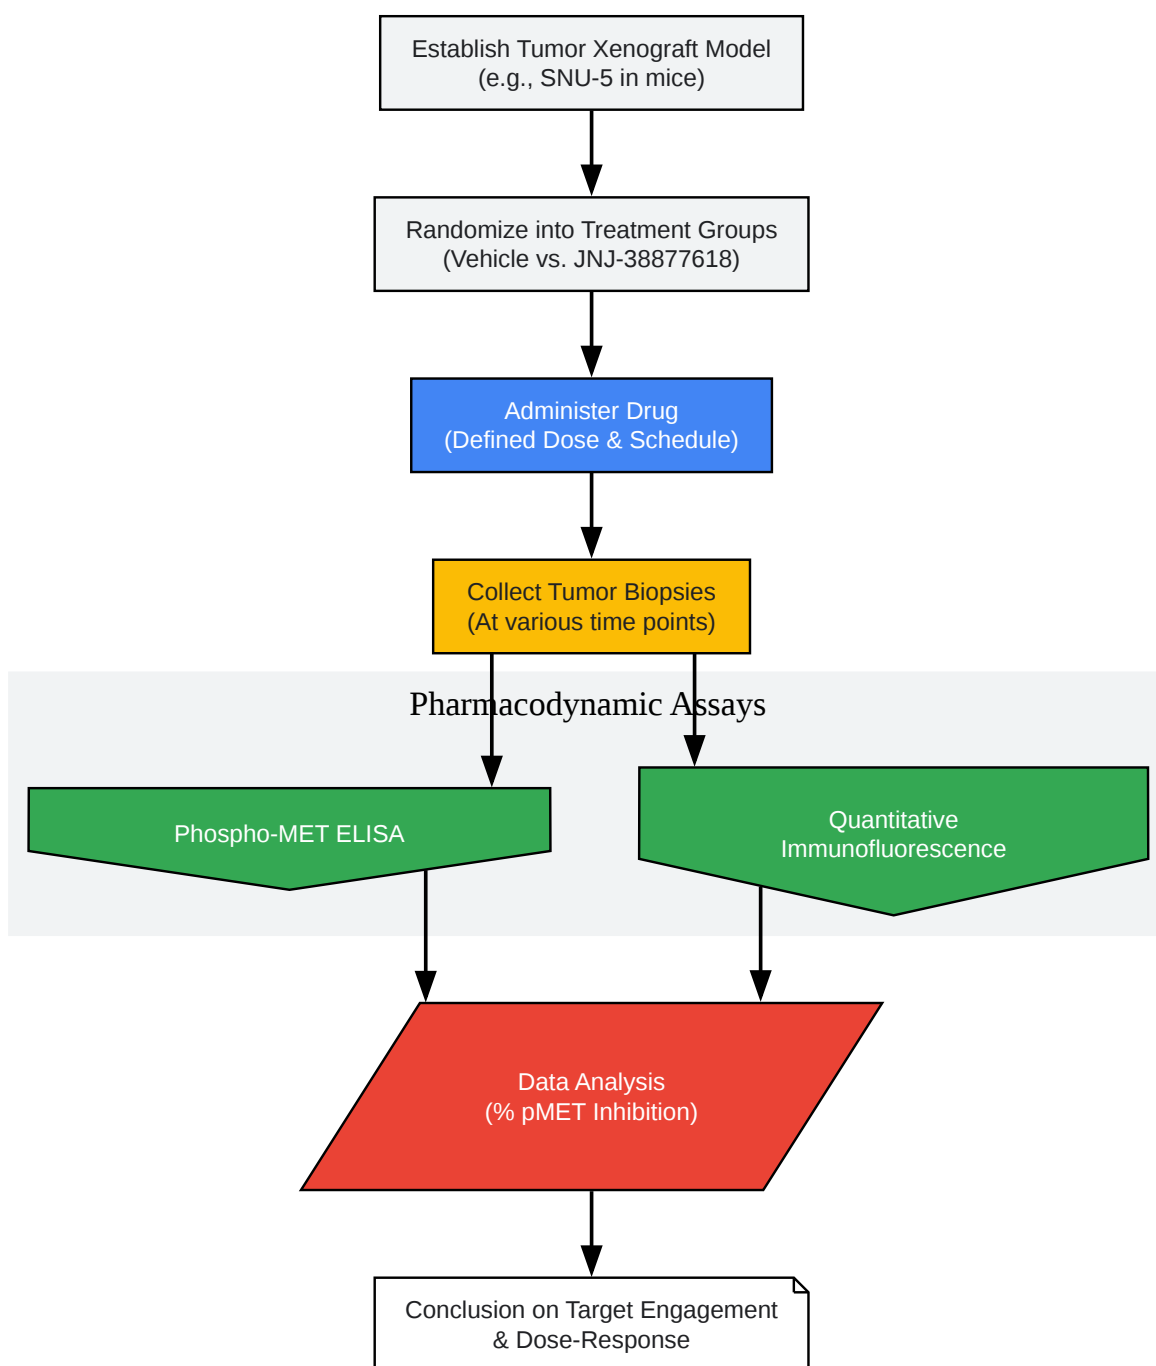 Establish Tumor Xenograft Model
(e.g., SNU-5 in mice)
Randomize into Treatment Groups
(Vehicle vs. JNJ-38877618)
Administer Drug
(Defined Dose & Schedule)
Collect Tumor Biopsies
(At various time points)
Pharmacodynamic Assays
Phospho-MET ELISA
Quantitative
Immunofluorescence
Data Analysis
(% pMET Inhibition)
Conclusion on Target Engagement
& Dose-Response